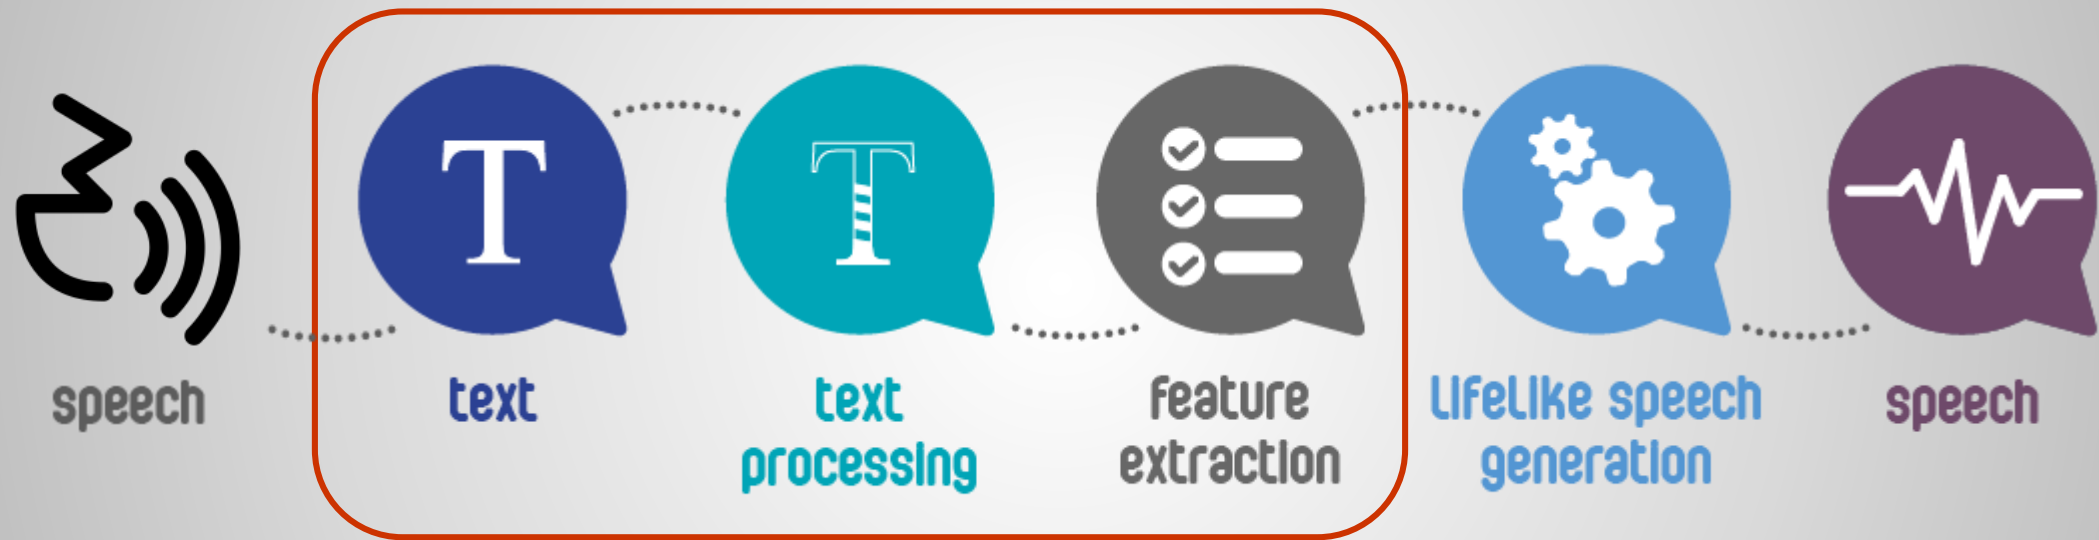 T
T
speech
text
text
processing
feature
extraction
lifelike speech
generation
speech